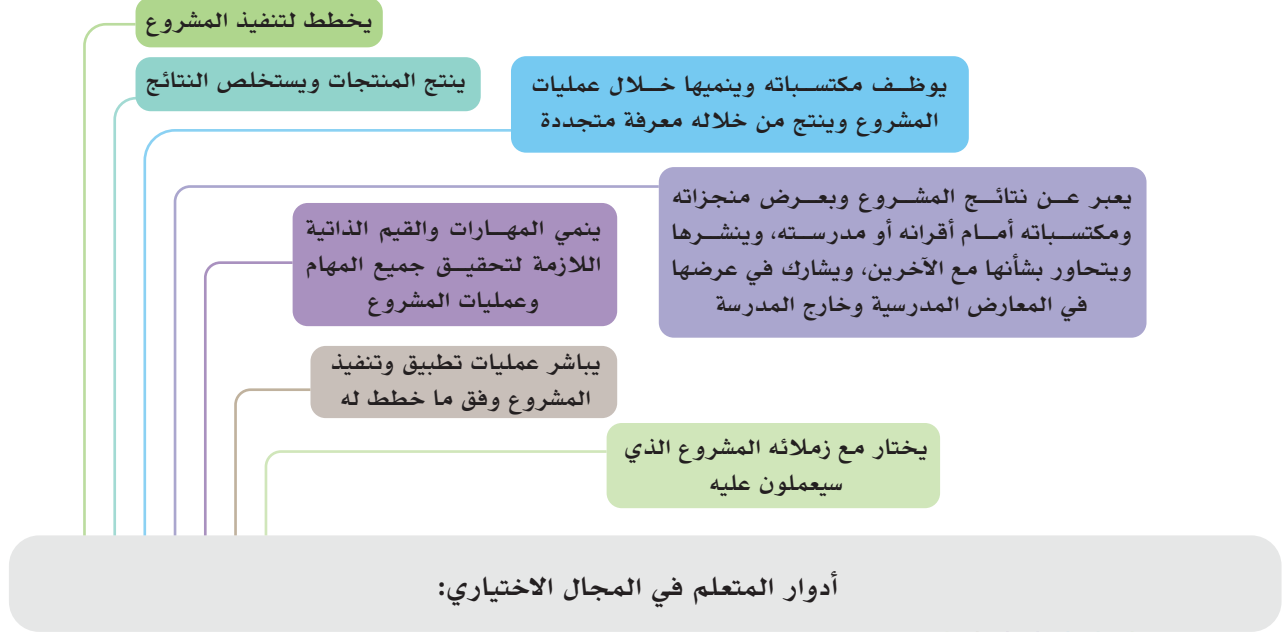 يخطط لتنفيذ المشروع
ينتج المنتجات ويستخلص النتائج
يوظف مكتسباته وينميها خلال عمليات
المشروع وينتج من خلاله معرفة متجددة
يعبر عن نتائج المشروع وبعرض منجزاته
ومكتسباته أمام أقرانه أو مدرسته، وينشرها
ويتحاور بشأنها مع الآخرين، ويشارك في عرضها
في المعارض المدرسية وخارج المدرسة
ينمي المهارات والقيم الذاتية
اللازمة لتحقيق جميع المهام
وعمليات المشروع
يباشر عمليات تطبيق وتنفيذ
المشروع وفق ما خطط له
يختار مع زملائه المشروع الذي
سيعملون عليه
أدوار المتعلم في المجال الاختياري: